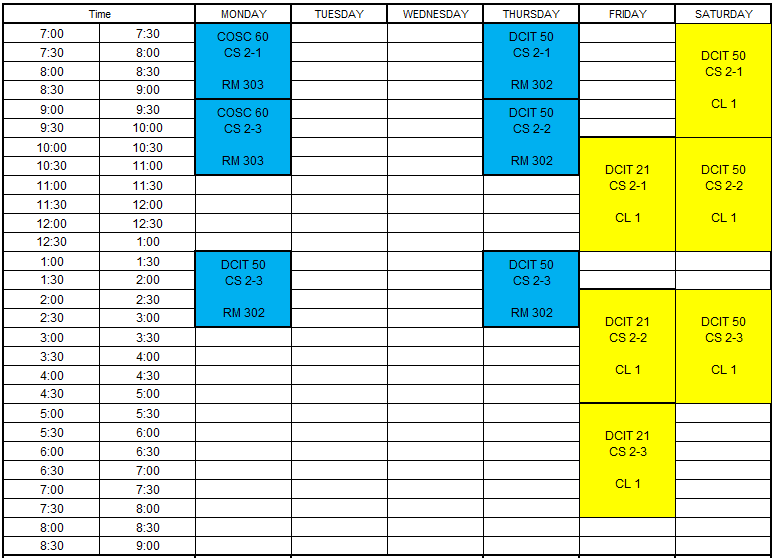 Time MONDAY TUESDAY WEDNESDAY THURSDAY FRIDAY SATURDAY
7:00 7:30 COSC 60 DCIT 50
7:30 8:00 CS 2-1 CS 2-1 DCIT 50
8:00 8:30 CS 2-1
8:30 9:00 RM 303 RM 302
9:00 9:30 COSC 60 DCIT 50 CL 1
9:30 10:00 CS 2-3 CS 2-2
10:00 10:30
10:30 11:00 RM 303 RM 302 DCIT 21 DCIT 50
11:00 11:30 CS 2-1 CS 2-2
11:30 12:00
12:00 12:30 CL 1 CL 1
12:30 1:00
1:00 1:30 DCIT 50 DCIT 50
1:30 2:00 CS 2-3 CS 2-3
2:00 2:30
2:30 3:00 RM 302 RM 302 DCIT 21 DCIT 50
3:00 3:30 CS 2-2 CS 2-3
3:30 4:00
4:00 4:30 CL 1 CL 1
4:30 5:00
5:00 5:30
5:30 6:00 DCIT 21
6:00 6:30 CS 2-3
6:30 7:00
7:00 7:30 CL 1
7:30 8:00
8:00 8:30
8:30 9:00